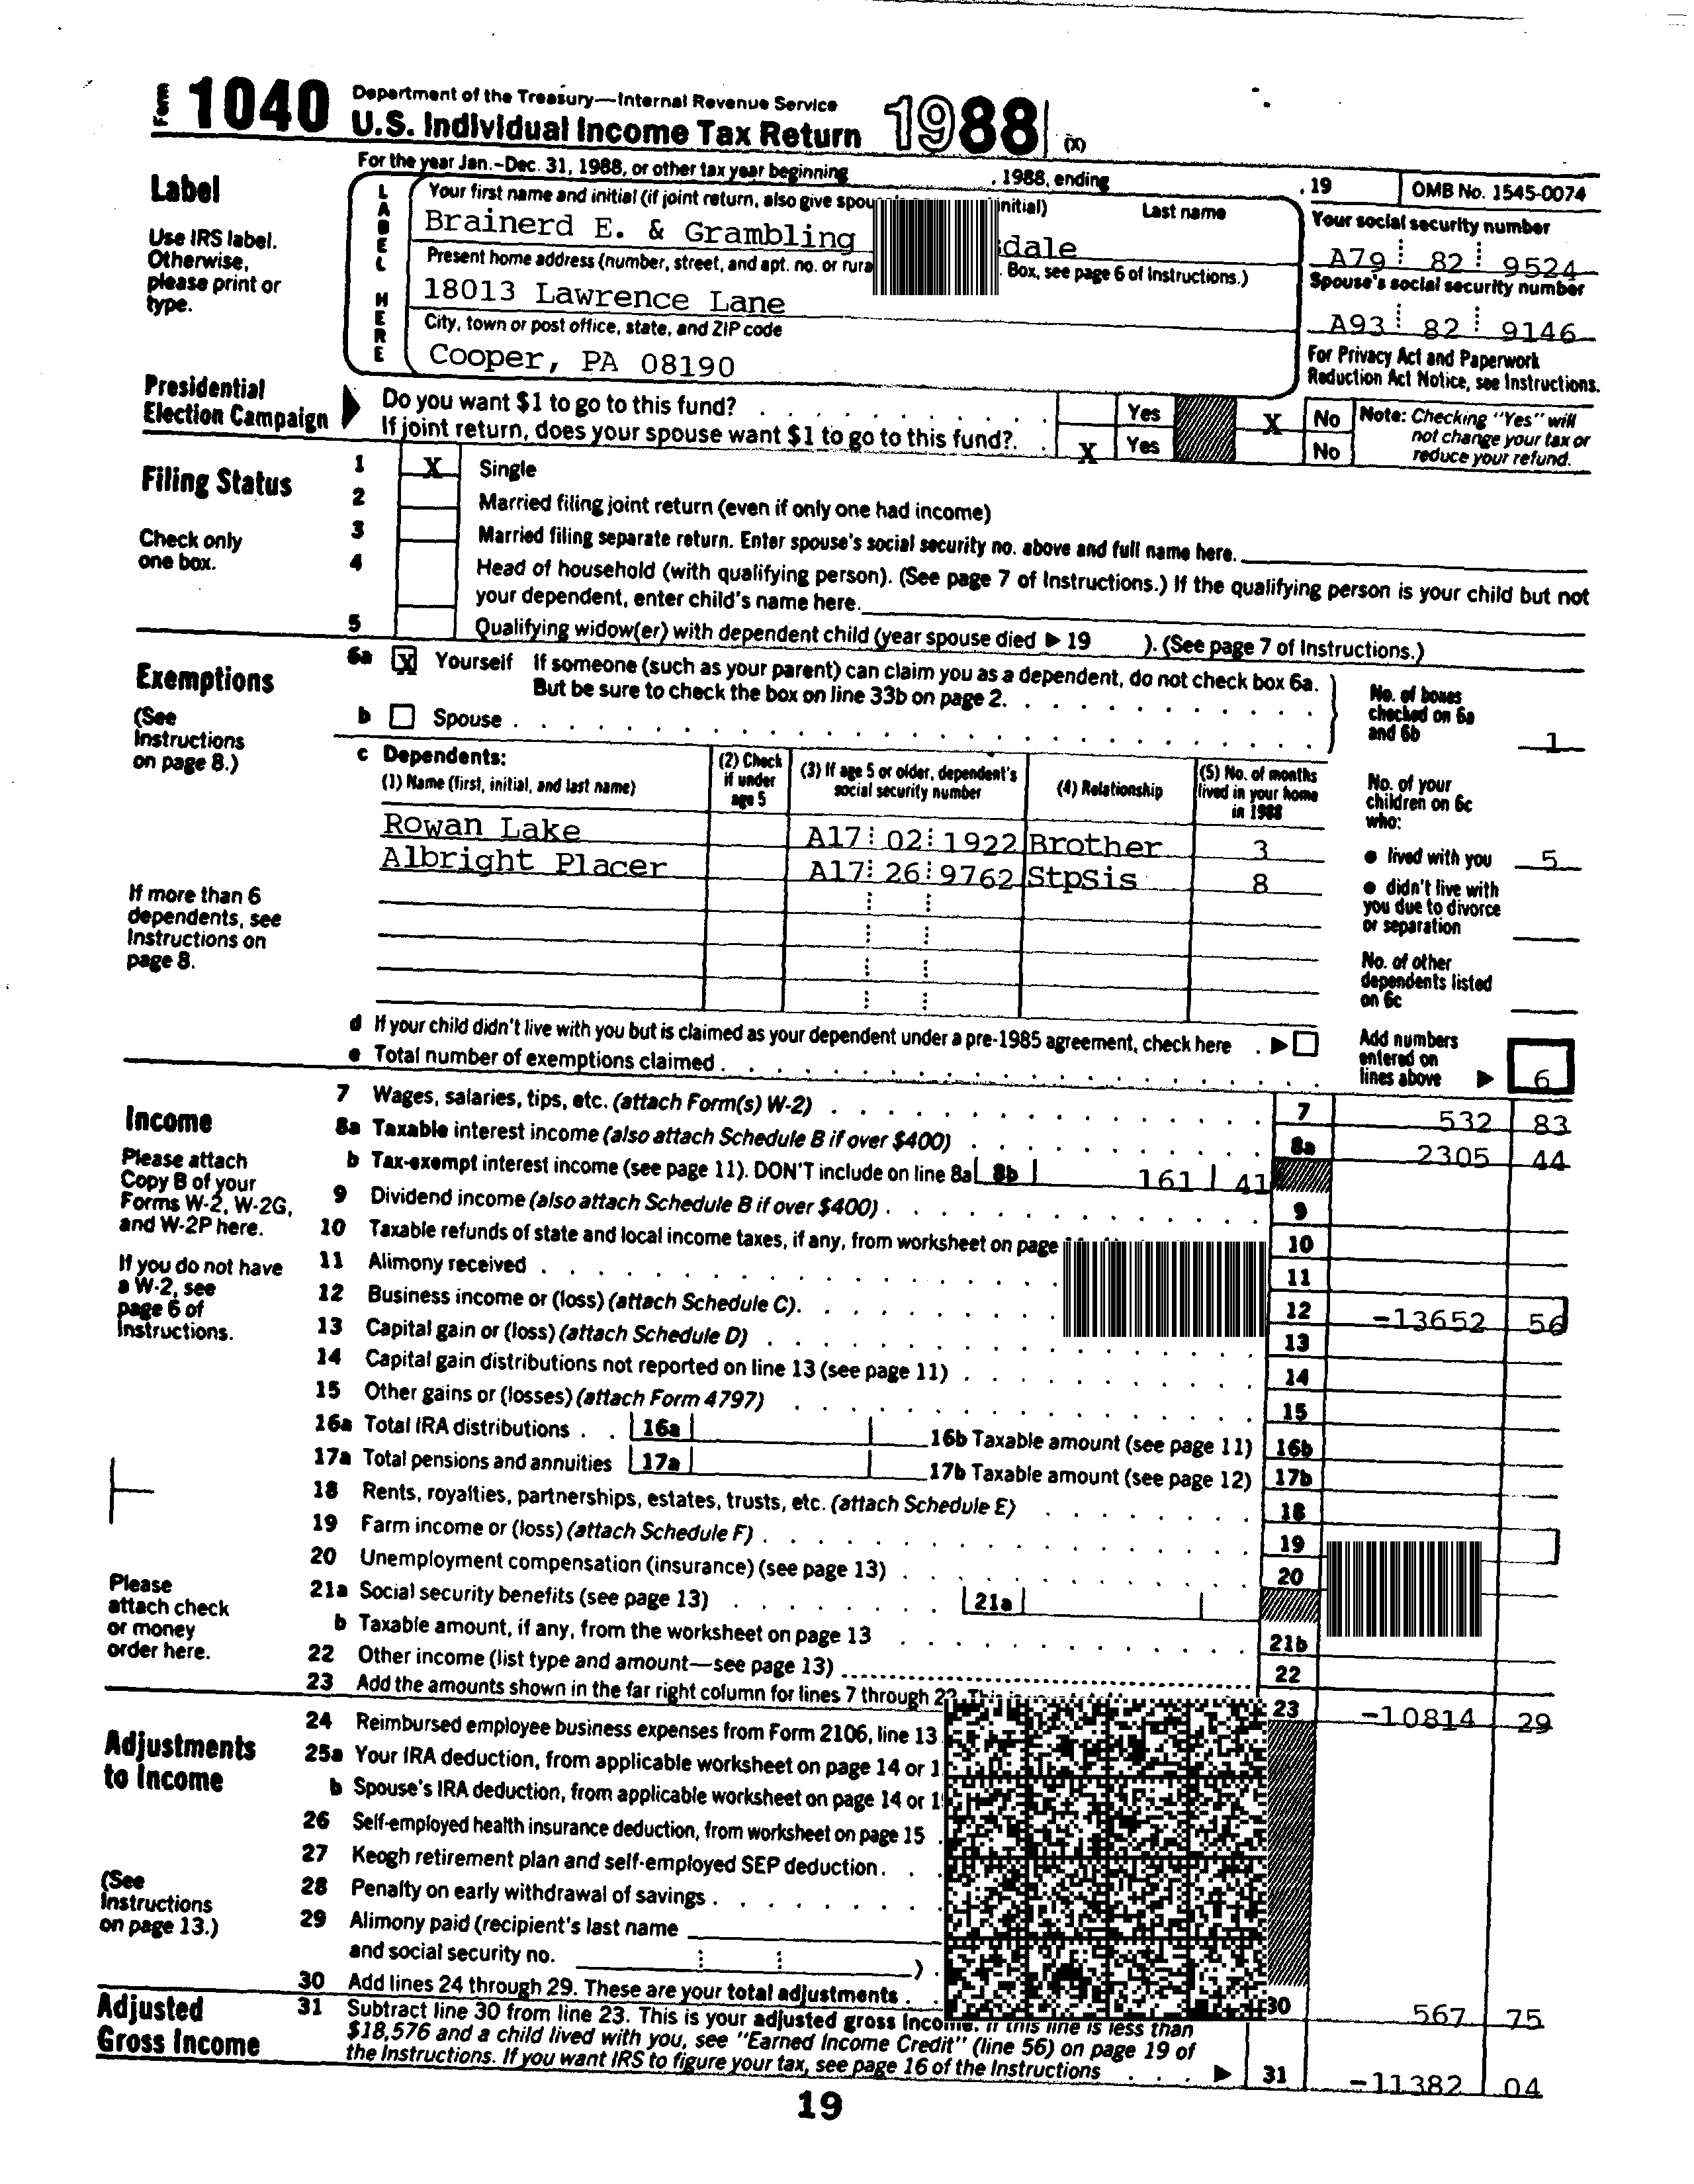 Form 1040 Department of the Treasury—Internal Revenue Service
U.S. Individual Income Tax Return 1988 (X)
For the year Jan.–Dec. 31, 1988, or other tax year beginning , 1988, ending , 19 OMB No. 1545-0074
Label
Use IRS label.
Otherwise,
please print or
type.
LABEL HERE
Your first name and initial (if joint return, also give initial) Last name
Brainerd E. & Grambling
Present home address (number, street, and apt. no. or Box, see page 6 of Instructions.)
18013 Lawrence Lane
City, town or post office, state, and ZIP code
Cooper, PA 08190
Your social security number
A79 82 9524
Spouse's social security number
A93 82 9146
For Privacy Act and Paperwork
Reduction Act Notice, see Instructions.
Presidential
Election Campaign
Do you want $1 to go to this fund? Yes X No
If joint return, does your spouse want $1 to go to this fund? X Yes No
Note: Checking "Yes" will
not change your tax or
reduce your refund.
Filing Status
Check only
one box.
1 X Single
2 Married filing joint return (even if only one had income)
3 Married filing separate return. Enter spouse's social security no. above and full name here.
4 Head of household (with qualifying person). (See page 7 of Instructions.) If the qualifying person is your child but not
your dependent, enter child's name here.
5 Qualifying widow(er) with dependent child (year spouse died ▶ 19 ). (See page 7 of Instructions.)
Exemptions
(See
Instructions
on page 8.)
6a X Yourself If someone (such as your parent) can claim you as a dependent, do not check box 6a.
But be sure to check the box on line 33b on page 2.
b Spouse
No. of boxes
checked on 6a
and 6b 1
c Dependents:
(1) Name (first, initial, and last name)
(2) Check
if under
age 5
(3) If age 5 or older, dependent's
social security number
(4) Relationship
(5) No. of months
lived in your home
in 1988
Rowan Lake A17 02 1922 Brother 3
Albright Placer A17 26 9762 StpSis 8
If more than 6
dependents, see
Instructions on
page 8.
No. of your
children on 6c
who:
● lived with you 5
● didn't live with
you due to divorce
or separation
No. of other
dependents listed
on 6c
d If your child didn't live with you but is claimed as your dependent under a pre-1985 agreement, check here ▶
e Total number of exemptions claimed
Add numbers
entered on
lines above ▶ 6
Income
Please attach
Copy B of your
Forms W-2, W-2G,
and W-2P here.
If you do not have
a W-2, see
page 6 of
Instructions.
Please
attach check
or money
order here.
7 Wages, salaries, tips, etc. (attach Form(s) W-2) 7 532 83
8a Taxable interest income (also attach Schedule B if over $400) 8a 2305 44
b Tax-exempt interest income (see page 11). DON'T include on line 8a 8b 161 41
9 Dividend income (also attach Schedule B if over $400) 9
10 Taxable refunds of state and local income taxes, if any, from worksheet on page 10
11 Alimony received 11
12 Business income or (loss) (attach Schedule C). 12 -13652 56
13 Capital gain or (loss) (attach Schedule D) 13
14 Capital gain distributions not reported on line 13 (see page 11) 14
15 Other gains or (losses) (attach Form 4797) 15
16a Total IRA distributions 16a 16b Taxable amount (see page 11) 16b
17a Total pensions and annuities 17a 17b Taxable amount (see page 12) 17b
18 Rents, royalties, partnerships, estates, trusts, etc. (attach Schedule E) 18
19 Farm income or (loss) (attach Schedule F) 19
20 Unemployment compensation (insurance) (see page 13) 20
21a Social security benefits (see page 13) 21a
b Taxable amount, if any, from the worksheet on page 13 21b
22 Other income (list type and amount—see page 13) 22
23 Add the amounts shown in the far right column for lines 7 through 23 -10814 29
Adjustments
to Income
(See
Instructions
on page 13.)
24 Reimbursed employee business expenses from Form 2106, line 13
25a Your IRA deduction, from applicable worksheet on page 14 or
b Spouse's IRA deduction, from applicable worksheet on page 14 or
26 Self-employed health insurance deduction, from worksheet on page 15
27 Keogh retirement plan and self-employed SEP deduction
28 Penalty on early withdrawal of savings
29 Alimony paid (recipient's last name
and social security no. )
30 Add lines 24 through 29. These are your total adjustments 30 567 75
Adjusted
Gross Income
31 Subtract line 30 from line 23. This is your adjusted gross income. If this line is less than
$18,576 and a child lived with you, see "Earned Income Credit" (line 56) on page 19 of
the Instructions. If you want IRS to figure your tax, see page 16 of the Instructions ▶ 31 -11382 04
19